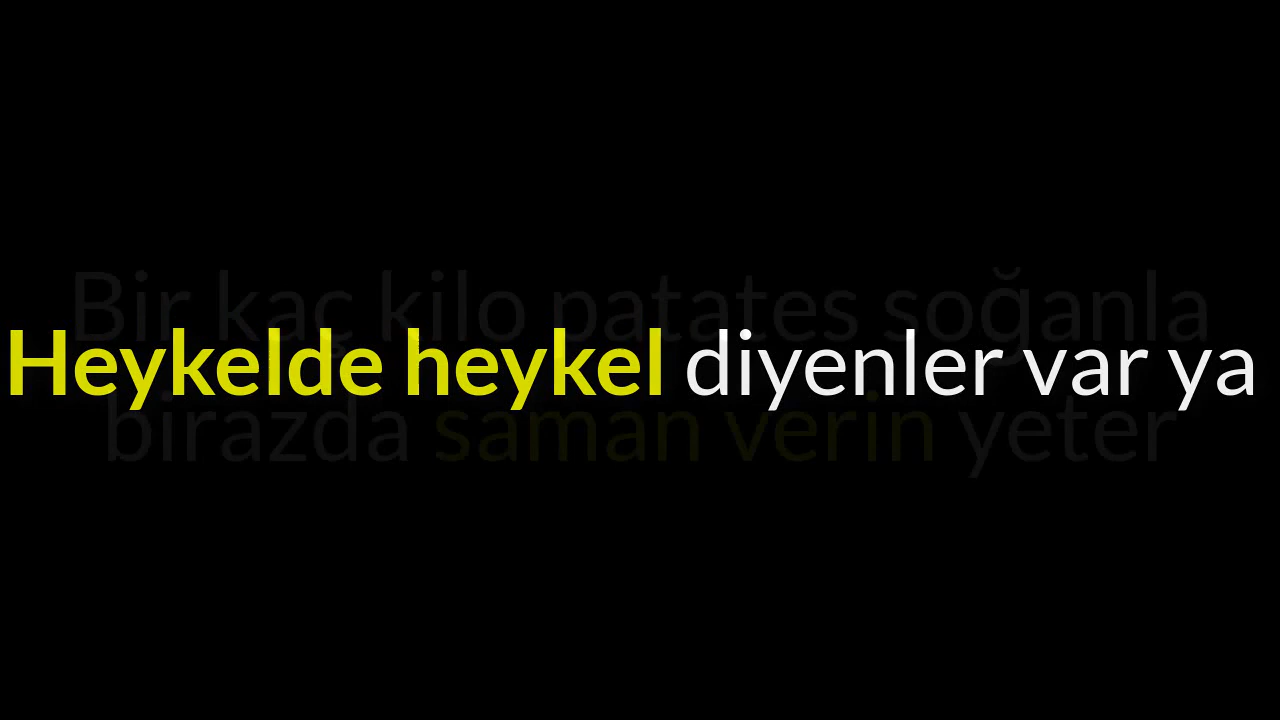 Bir kaç kilo patates soğanla
Heykelde heykel diyenler var ya
birazda saman verin yeter